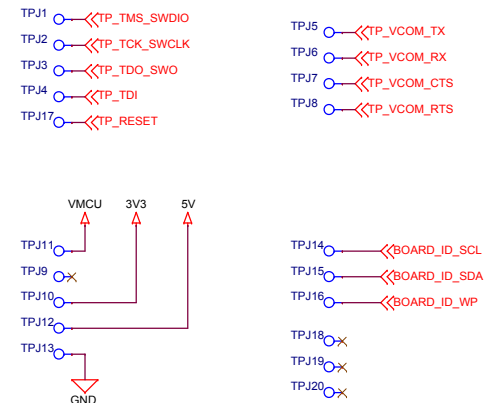 TPJ1 TP_TMS_SWDIO
TPJ2 TP_TCK_SWCLK
TPJ3 TP_TDO_SWO
TPJ4 TP_TDI
TPJ17 TP_RESET
TPJ5 TP_VCOM_TX
TPJ6 TP_VCOM_RX
TPJ7 TP_VCOM_CTS
TPJ8 TP_VCOM_RTS
VMCU 3V3 5V
TPJ11
TPJ9
TPJ10
TPJ12
TPJ13
GND
TPJ14 BOARD_ID_SCL
TPJ15 BOARD_ID_SDA
TPJ16 BOARD_ID_WP
TPJ18
TPJ19
TPJ20